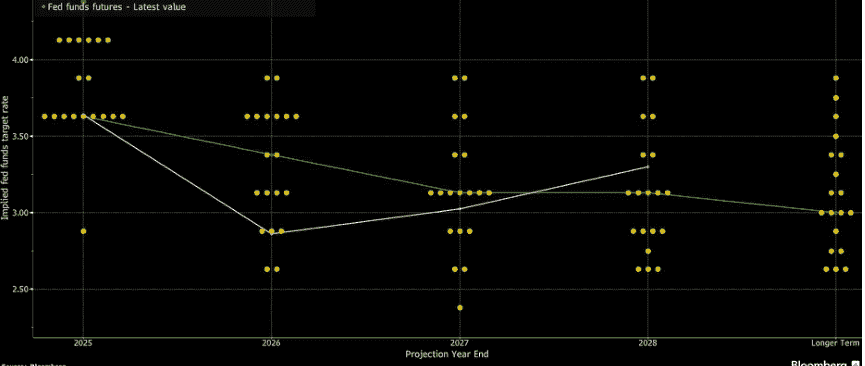 Fed funds futures - Latest value
4.00
3.50
3.00
2.50
Implied fed funds target rate
2025
2026
2027
2028
Longer Term
Projection Year End
Bloomberg